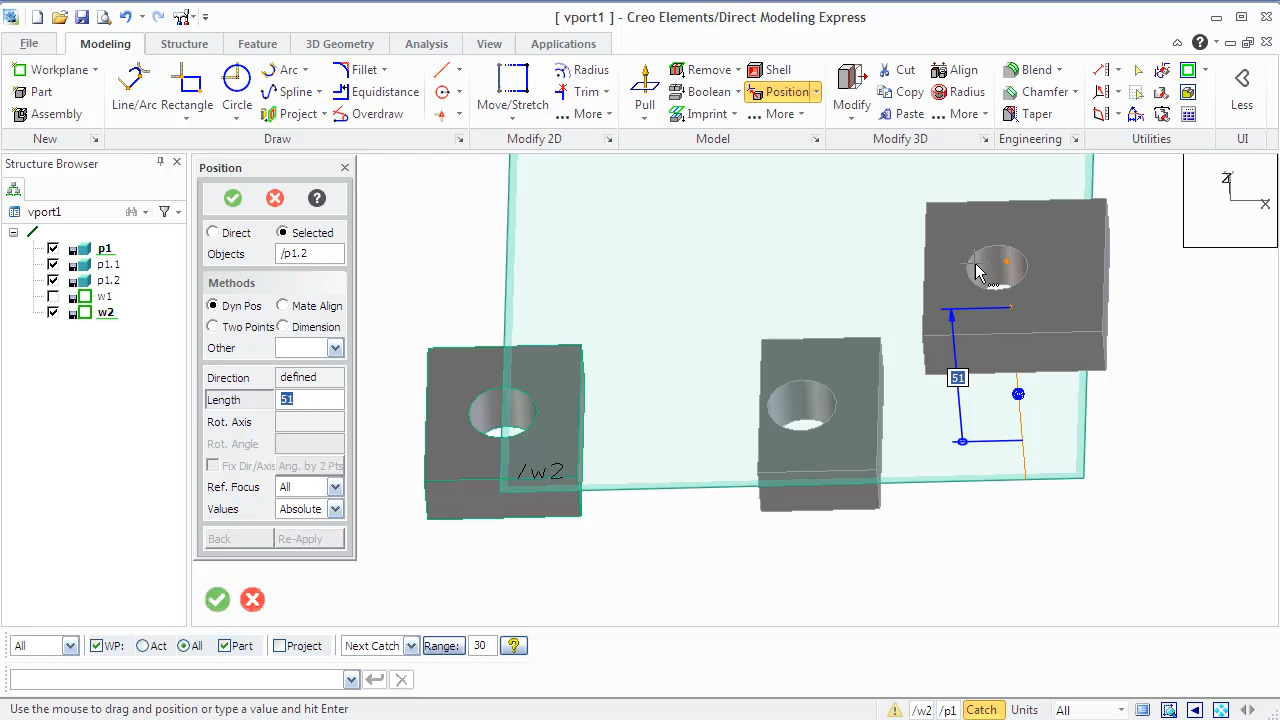 [ vport1 ] - Creo Elements/Direct Modeling Express
File Modeling Structure Feature 3D Geometry Analysis View Applications
Workplane Part Assembly New
Line/Arc Rectangle Circle Arc Spline Project Fillet Equidistance Overdraw Draw
Move/Stretch Radius Trim More Modify 2D
Pull Remove Boolean Imprint Shell Position More Model
Modify Cut Copy Paste Align Radius More Modify 3D
Blend Chamfer Taper Engineering
Utilities
Less UI
Structure Browser
vport1
p1
p1.1
p1.2
w1
w2
Position
Direct Selected
Objects /p1.2
Methods
Dyn Pos Mate Align
Two Points Dimension
Other
Direction defined
Length 51
Rot. Axis
Rot. Angle
Fix Dir/Axis Ang. by 2 Pts
Ref. Focus All
Values Absolute
Back Re-Apply
/w2
51
Z
X
All WP: Act All Part Project Next Catch Range: 30 ?
Use the mouse to drag and position or type a value and hit Enter
/w2 /p1 Catch Units All